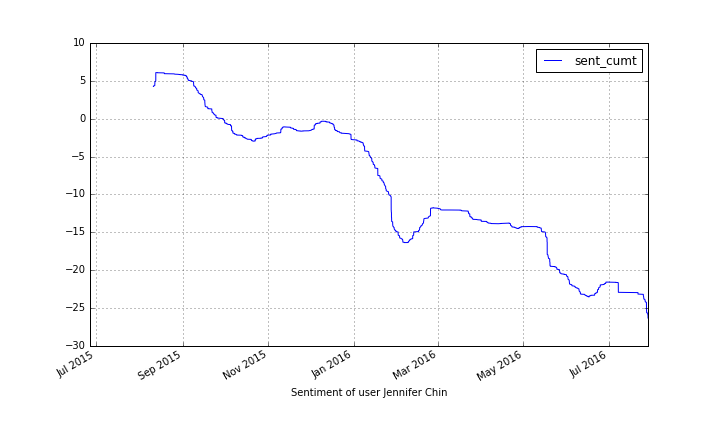 sent_cumt
10
5
0
−5
−10
−15
−20
−25
−30
Jul 2015
Sep 2015
Nov 2015
Jan 2016
Mar 2016
May 2016
Jul 2016
Sentiment of user Jennifer Chin